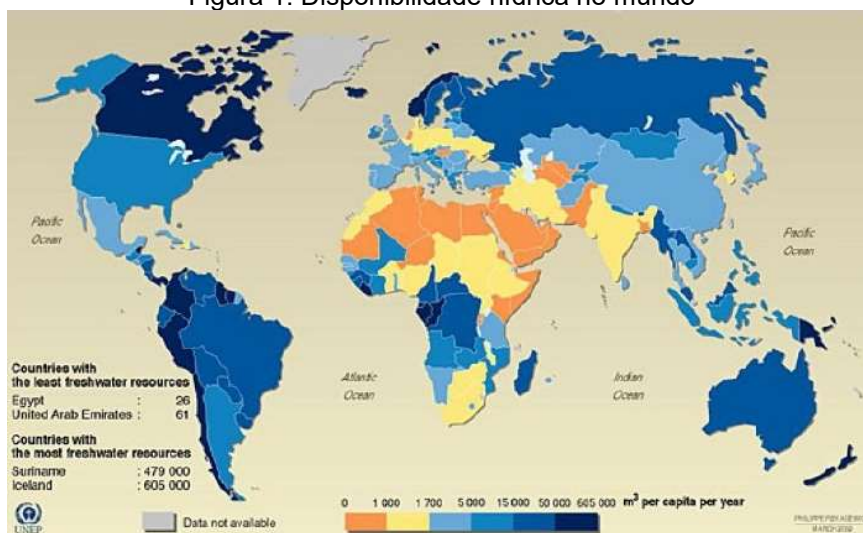 Figura 1: Disponibilidade hídrica no mundo
Pacific
Ocean
Pacific
Ocean
Atlantic
Ocean
Indian
Ocean
Countries with
the least freshwater resources
Egypt : 26
United Arab Emirates : 61
Countries with
the most freshwater resources
Suriname : 479 000
Iceland : 605 000
0 1 000 1 700 5 000 15 000 50 000 605 000 m³ per capita per year
Data not available
UNEP
MARCH